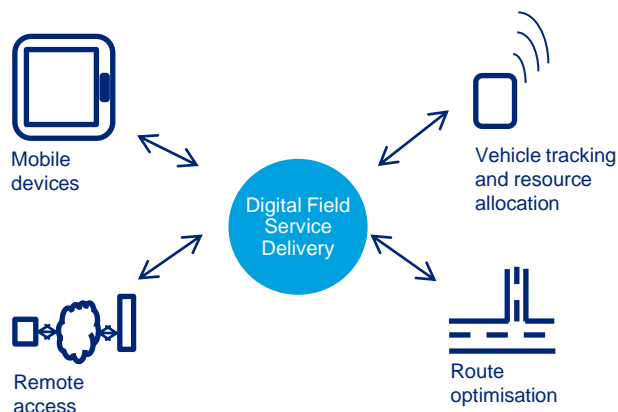 Mobile
devices
Vehicle tracking
and resource
allocation
Digital Field
Service
Delivery
Remote
access
Route
optimisation